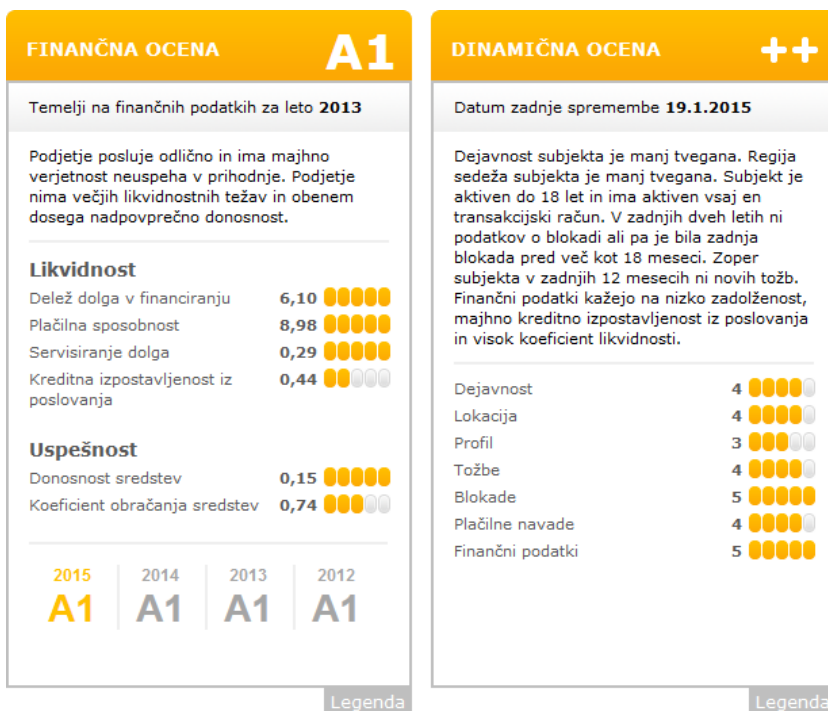 FINANČNA OCENA A1
Temelji na finančnih podatkih za leto 2013
Podjetje posluje odlično in ima majhno
verjetnost neuspeha v prihodnje. Podjetje
nima večjih likvidnostnih težav in obenem
dosega nadpovprečno donosnost.
Likvidnost
Delež dolga v financiranju 6,10
Plačilna sposobnost 8,98
Servisiranje dolga 0,29
Kreditna izpostavljenost iz 0,44
poslovanja
Uspešnost
Donosnost sredstev 0,15
Koeficient obračanja sredstev 0,74
2015 2014 2013 2012
A1 A1 A1 A1
Legenda
DINAMIČNA OCENA ++
Datum zadnje spremembe 19.1.2015
Dejavnost subjekta je manj tvegana. Regija
sedeža subjekta je manj tvegana. Subjekt je
aktiven do 18 let in ima aktiven vsaj en
transakcijski račun. V zadnjih dveh letih ni
podatkov o blokadi ali pa je bila zadnja
blokada pred več kot 18 meseci. Zoper
subjekta v zadnjih 12 mesecih ni novih tožb.
Finančni podatki kažejo na nizko zadolženost,
majhno kreditno izpostavljenost iz poslovanja
in visok koeficient likvidnosti.
Dejavnost 4
Lokacija 4
Profil 3
Tožbe 4
Blokade 5
Plačilne navade 4
Finančni podatki 5
Legenda